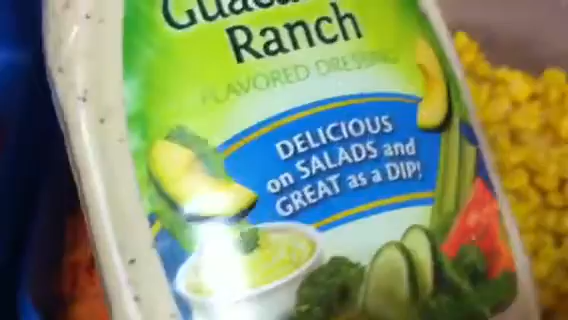 Ranch
FLAVORED DRESSING
DELICIOUS
on SALADS and
GREAT as a DIP!